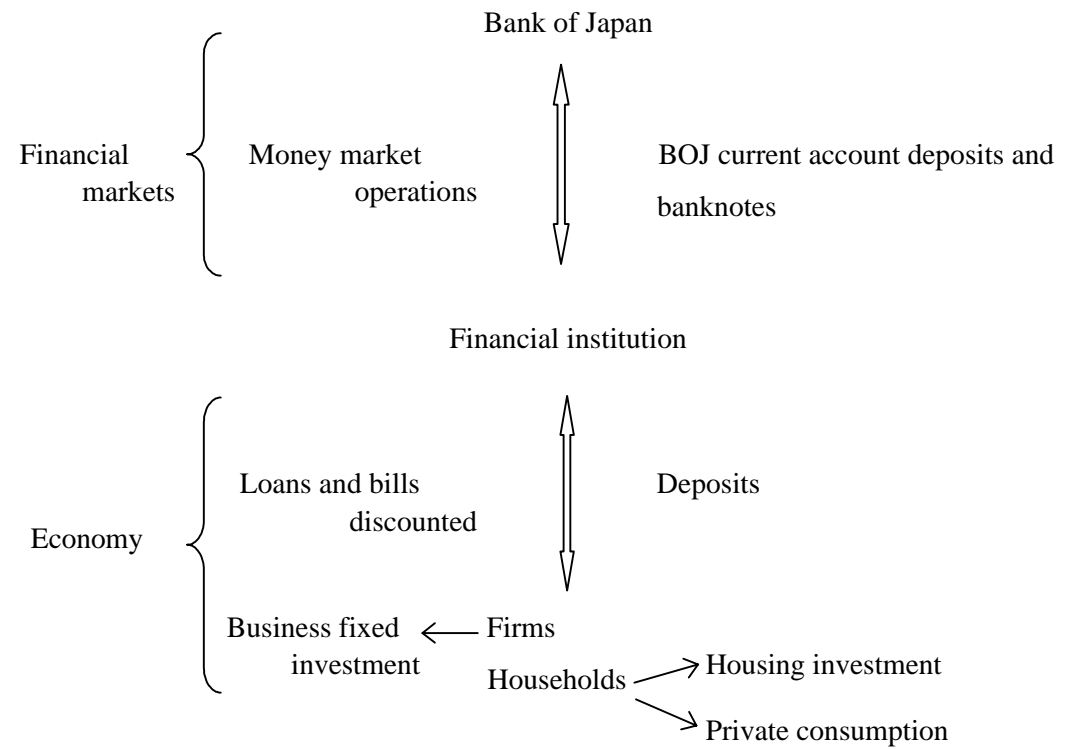 Bank of Japan
Financial
markets
Money market
operations
BOJ current account deposits and
banknotes
Financial institution
Economy
Loans and bills
discounted
Deposits
Business fixed
investment
Firms
Households
Housing investment
Private consumption